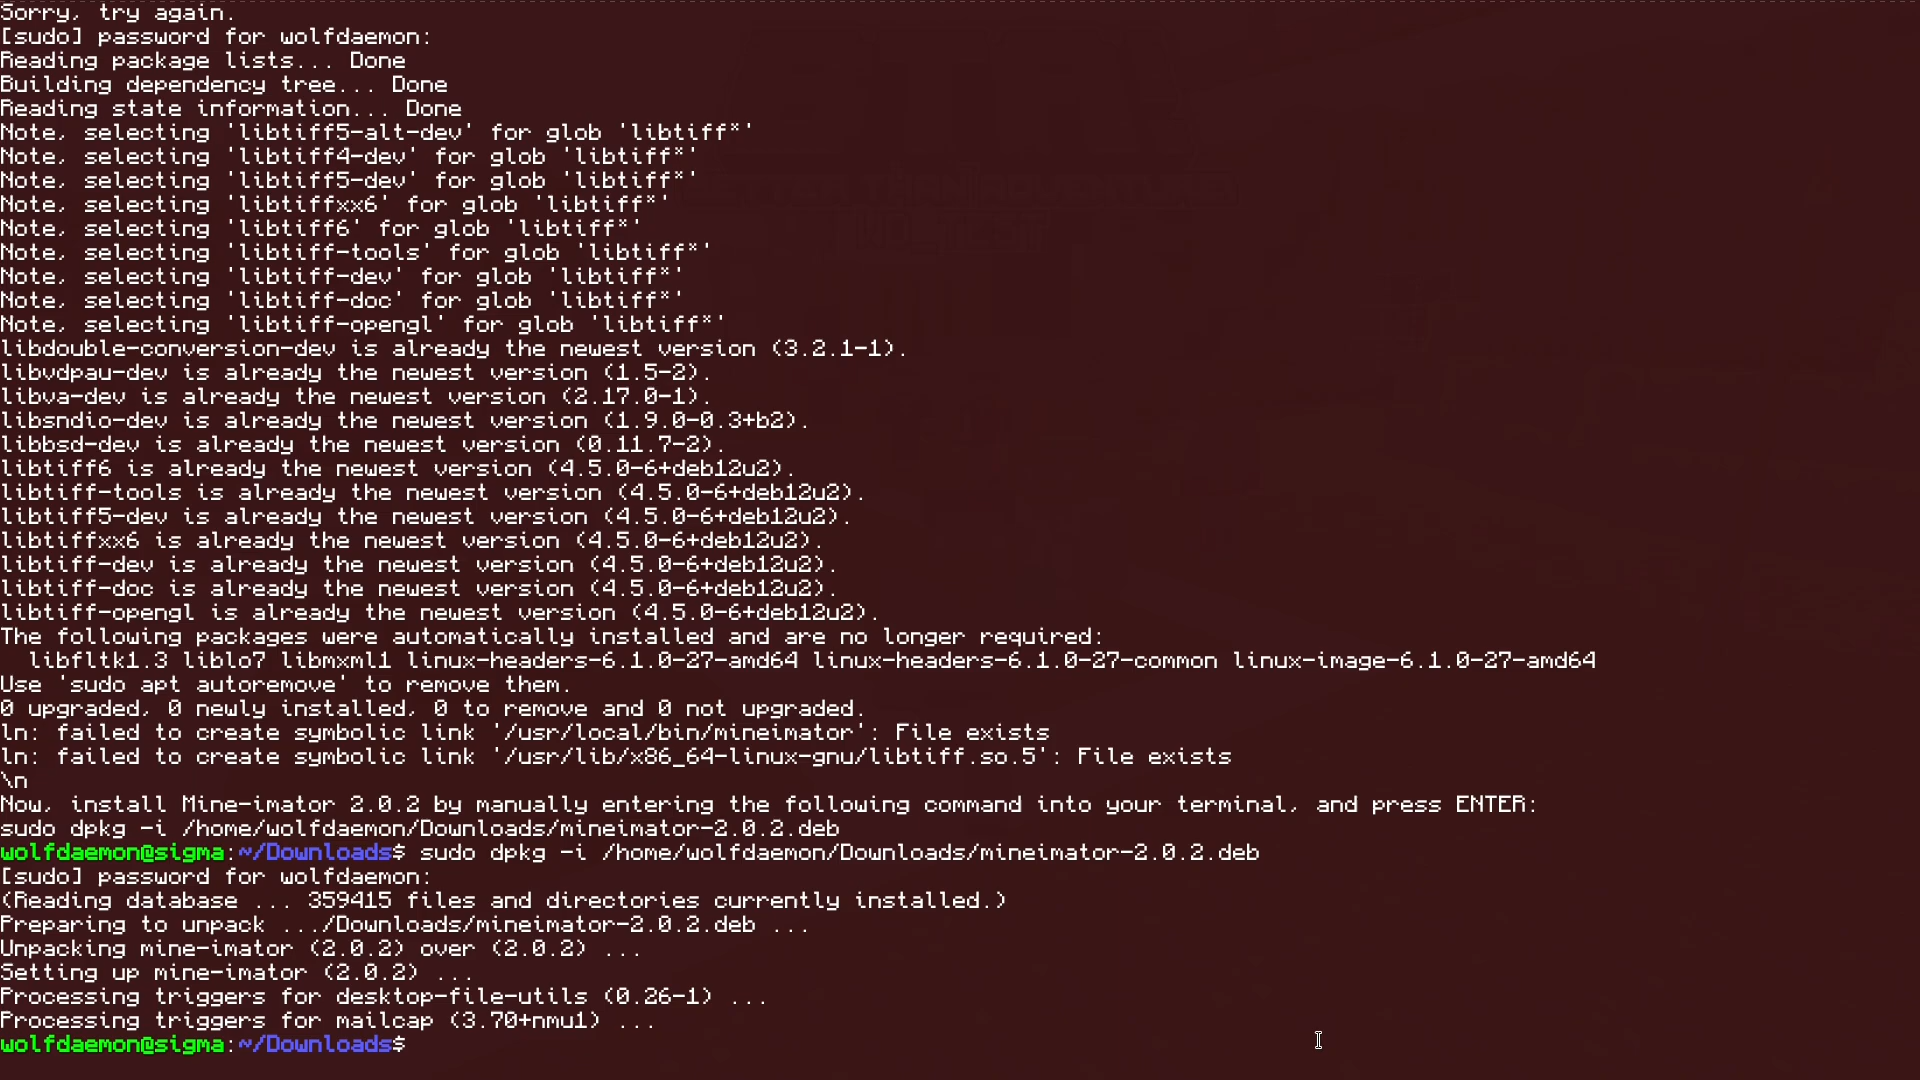 Sorry, try again.
[sudo] password for wolfdaemon:
Reading package lists... Done
Building dependency tree... Done
Reading state information... Done
Note, selecting 'libtiff5-alt-dev' for glob 'libtiff*'
Note, selecting 'libtiff4-dev' for glob 'libtiff*'
Note, selecting 'libtiff5-dev' for glob 'libtiff*'
Note, selecting 'libtiffxx6' for glob 'libtiff*'
Note, selecting 'libtiff6' for glob 'libtiff*'
Note, selecting 'libtiff-tools' for glob 'libtiff*'
Note, selecting 'libtiff-dev' for glob 'libtiff*'
Note, selecting 'libtiff-doc' for glob 'libtiff*'
Note, selecting 'libtiff-opengl' for glob 'libtiff*'
libdouble-conversion-dev is already the newest version (3.2.1-1).
libvdpau-dev is already the newest version (1.5-2).
libva-dev is already the newest version (2.17.0-1).
libsndio-dev is already the newest version (1.9.0-0.3+b2).
libbsd-dev is already the newest version (0.11.7-2).
libtiff6 is already the newest version (4.5.0-6+deb12u2).
libtiff-tools is already the newest version (4.5.0-6+deb12u2).
libtiff5-dev is already the newest version (4.5.0-6+deb12u2).
libtiffxx6 is already the newest version (4.5.0-6+deb12u2).
libtiff-dev is already the newest version (4.5.0-6+deb12u2).
libtiff-doc is already the newest version (4.5.0-6+deb12u2).
libtiff-opengl is already the newest version (4.5.0-6+deb12u2).
The following packages were automatically installed and are no longer required:
  libfltk1.3 liblo7 libmxml1 linux-headers-6.1.0-27-amd64 linux-headers-6.1.0-27-common linux-image-6.1.0-27-amd64
Use 'sudo apt autoremove' to remove them.
0 upgraded, 0 newly installed, 0 to remove and 0 not upgraded.
ln: failed to create symbolic link '/usr/local/bin/mineimator': File exists
ln: failed to create symbolic link '/usr/lib/x86_64-linux-gnu/libtiff.so.5': File exists
\n
Now, install Mine-imator 2.0.2 by manually entering the following command into your terminal, and press ENTER:
sudo dpkg -i /home/wolfdaemon/Downloads/mineimator-2.0.2.deb
wolfdaemon@sigma:~/Downloads$ sudo dpkg -i /home/wolfdaemon/Downloads/mineimator-2.0.2.deb
[sudo] password for wolfdaemon:
(Reading database ... 359415 files and directories currently installed.)
Preparing to unpack .../Downloads/mineimator-2.0.2.deb ...
Unpacking mine-imator (2.0.2) over (2.0.2) ...
Setting up mine-imator (2.0.2) ...
Processing triggers for desktop-file-utils (0.26-1) ...
Processing triggers for mailcap (3.70+nmu1) ...
wolfdaemon@sigma:~/Downloads$